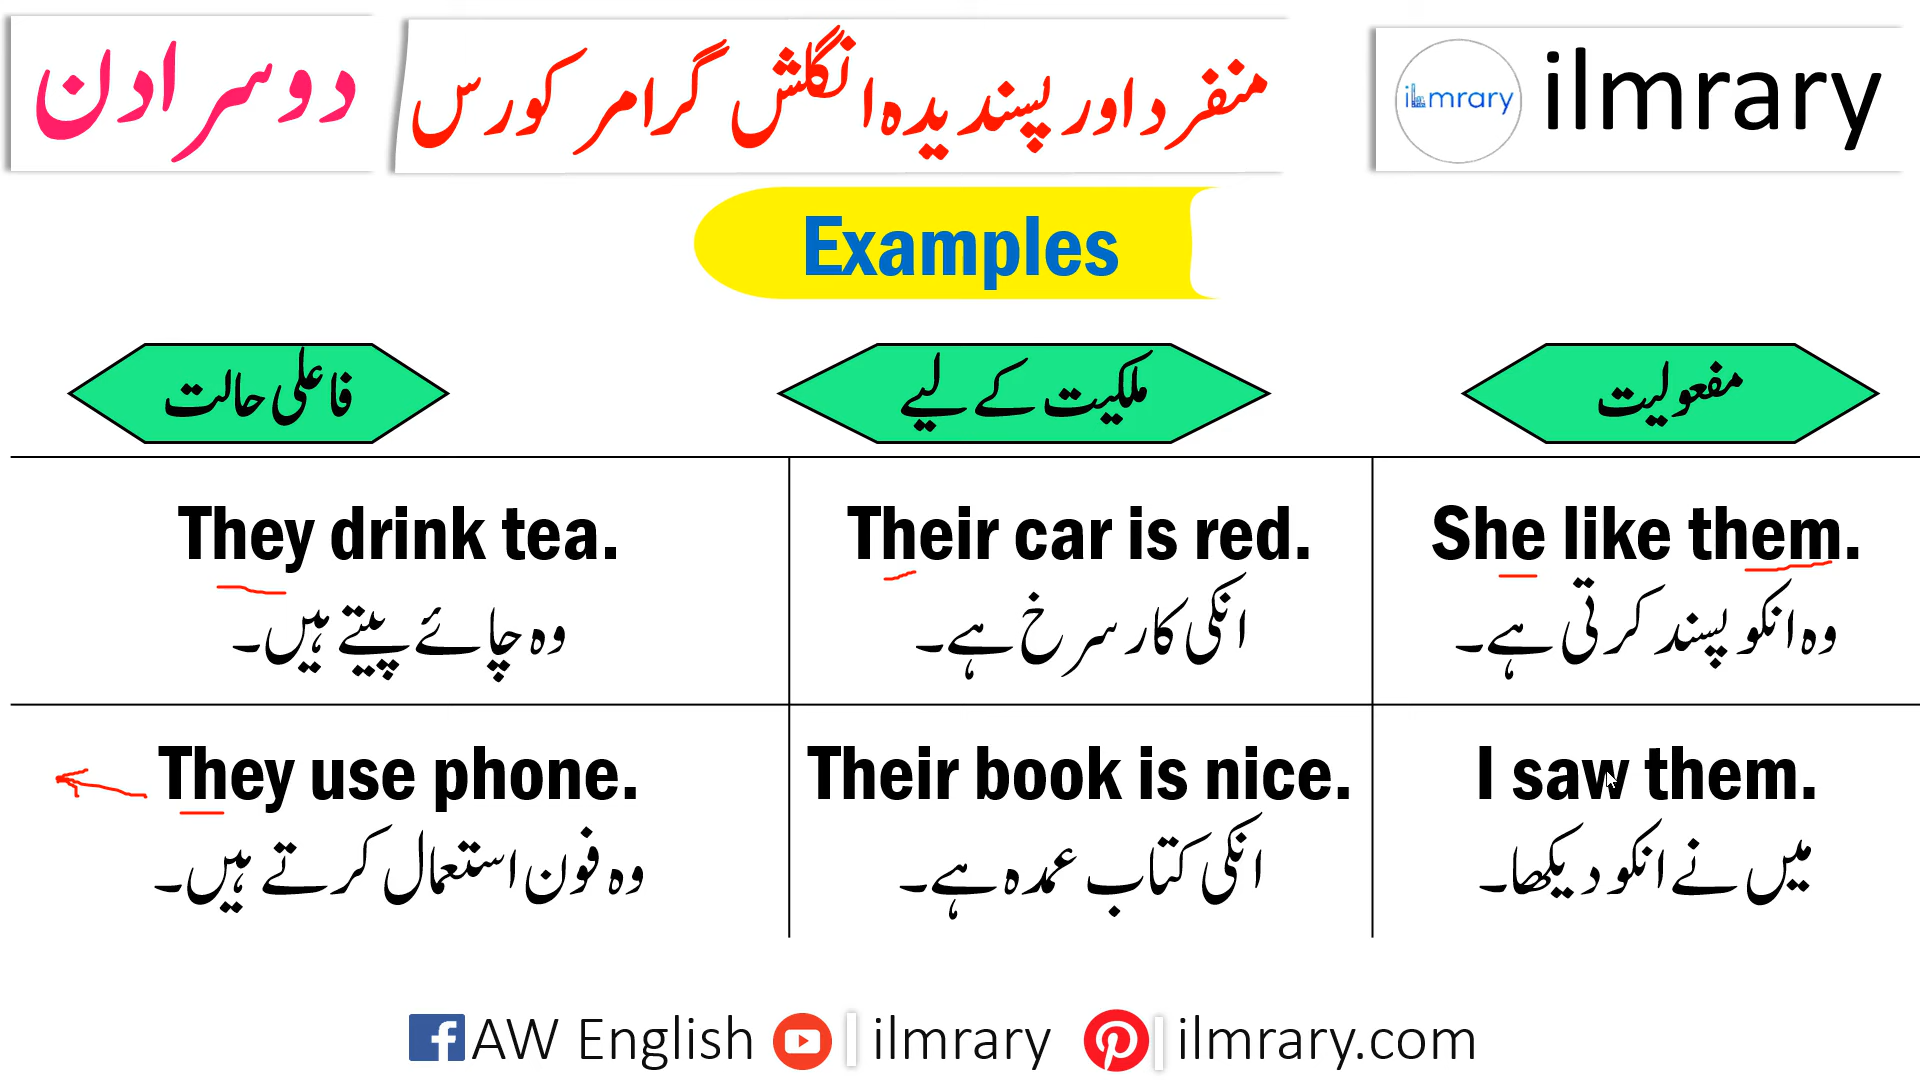 دوسرا دن
منفرد اور پسندیدہ انگلش گرامر کورس
ilmrary
ilmrary
Examples
فاعلی حالت
ملکیت کے لیے
مفعولیت
They drink tea.
وہ چائے پیتے ہیں۔
Their car is red.
انکی کار سرخ ہے۔
She like them.
وہ انکو پسند کرتی ہے۔
They use phone.
وہ فون استعمال کرتے ہیں۔
Their book is nice.
انکی کتاب عمدہ ہے۔
I saw them.
میں نے انکو دیکھا۔
AW English | ilmrary | ilmrary.com